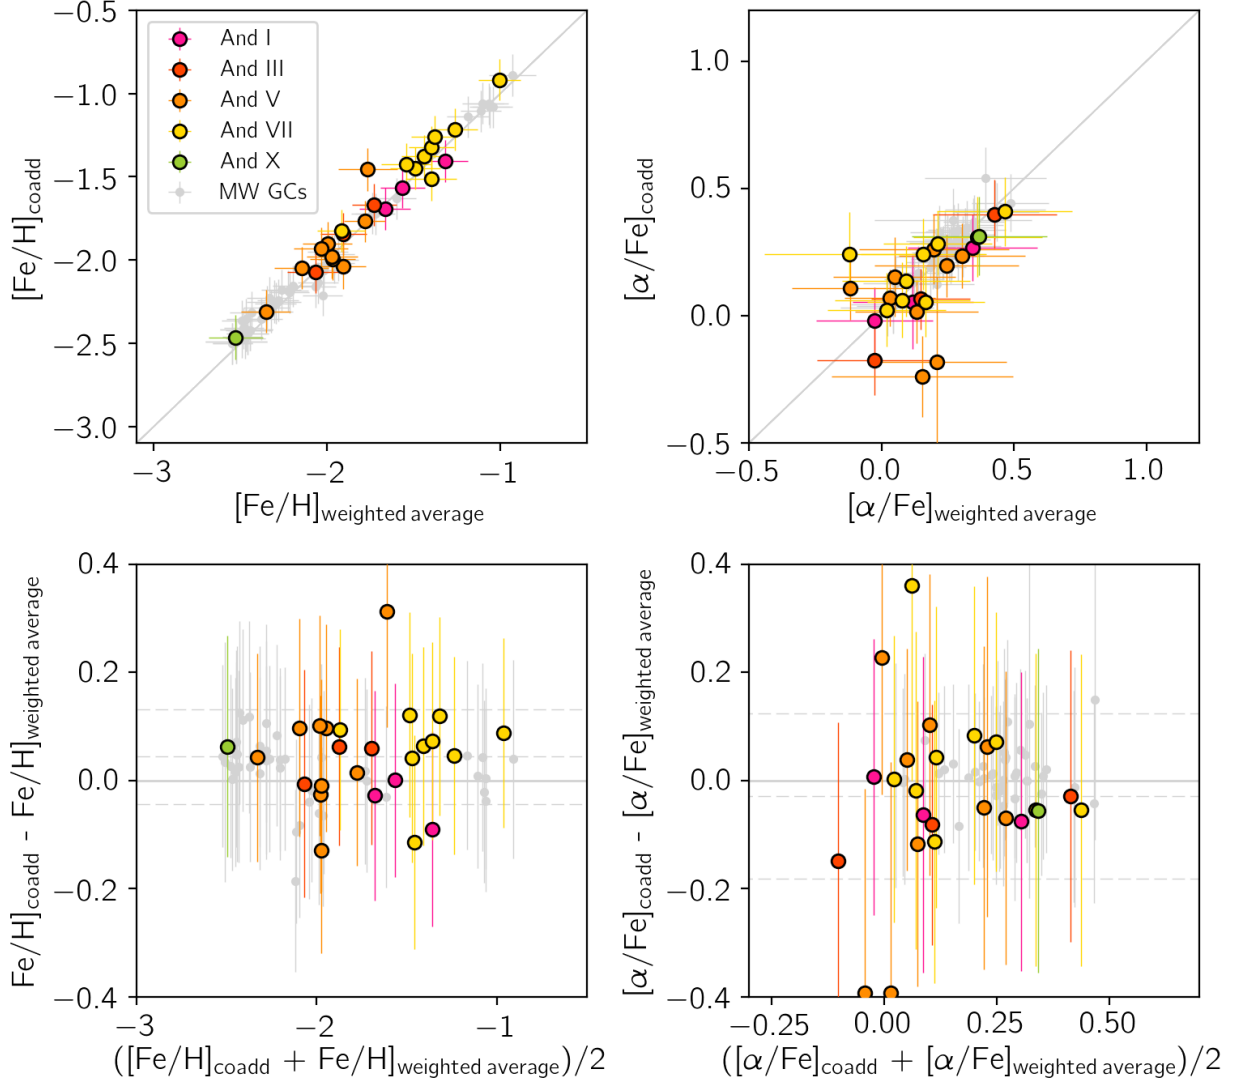 −0.5
−1.0
−1.5
−2.0
−2.5
−3.0
[Fe/H]coadd
And I
And III
And V
And VII
And X
MW GCs
−3 −2 −1
[Fe/H]weighted average
1.0
0.5
0.0
−0.5
[α/Fe]coadd
−0.5 0.0 0.5 1.0
[α/Fe]weighted average
0.4
0.2
0.0
−0.2
−0.4
Fe/H]coadd - Fe/H]weighted average
−3 −2 −1
([Fe/H]coadd + Fe/H]weighted average)/2
0.4
0.2
0.0
−0.2
−0.4
[α/Fe]coadd - [α/Fe]weighted average
−0.25 0.00 0.25 0.50
([α/Fe]coadd + [α/Fe]weighted average)/2